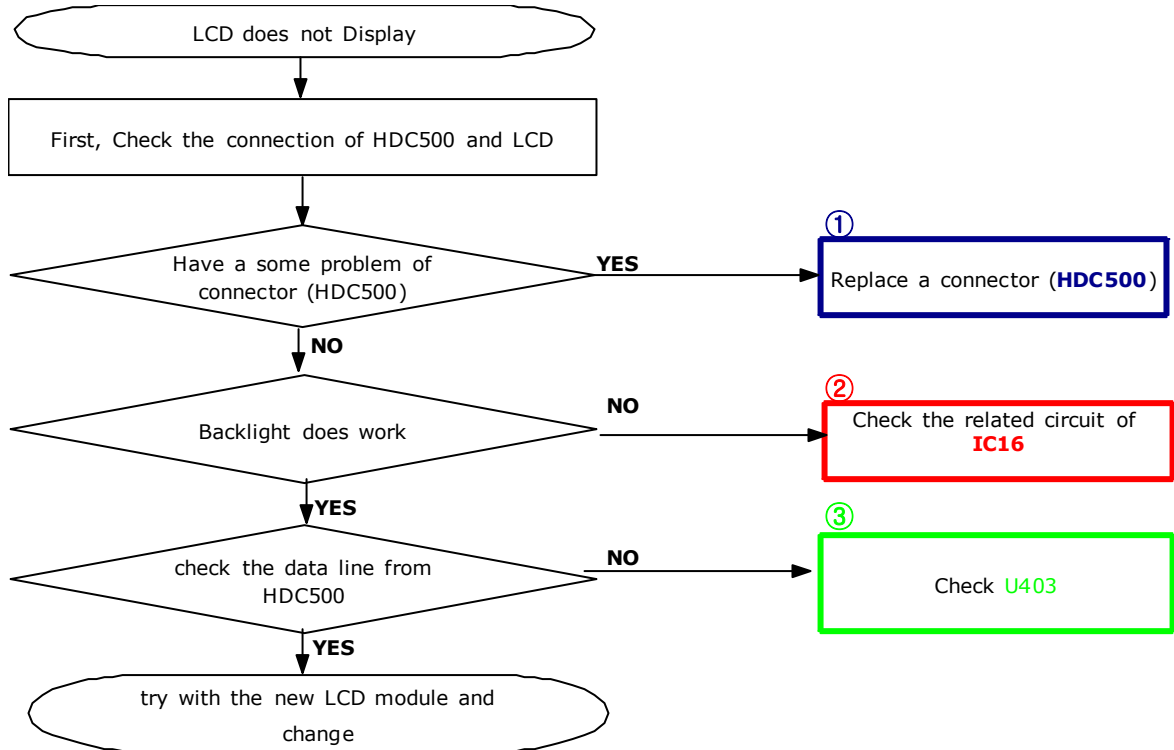 LCD does not Display
First, Check the connection of HDC500 and LCD
①
Have a some problem of
connector (HDC500)
YES
Replace a connector (HDC500)
NO
②
Backlight does work
NO
Check the related circuit of
IC16
YES
③
check the data line from
HDC500
NO
Check U403
YES
try with the new LCD module and
change